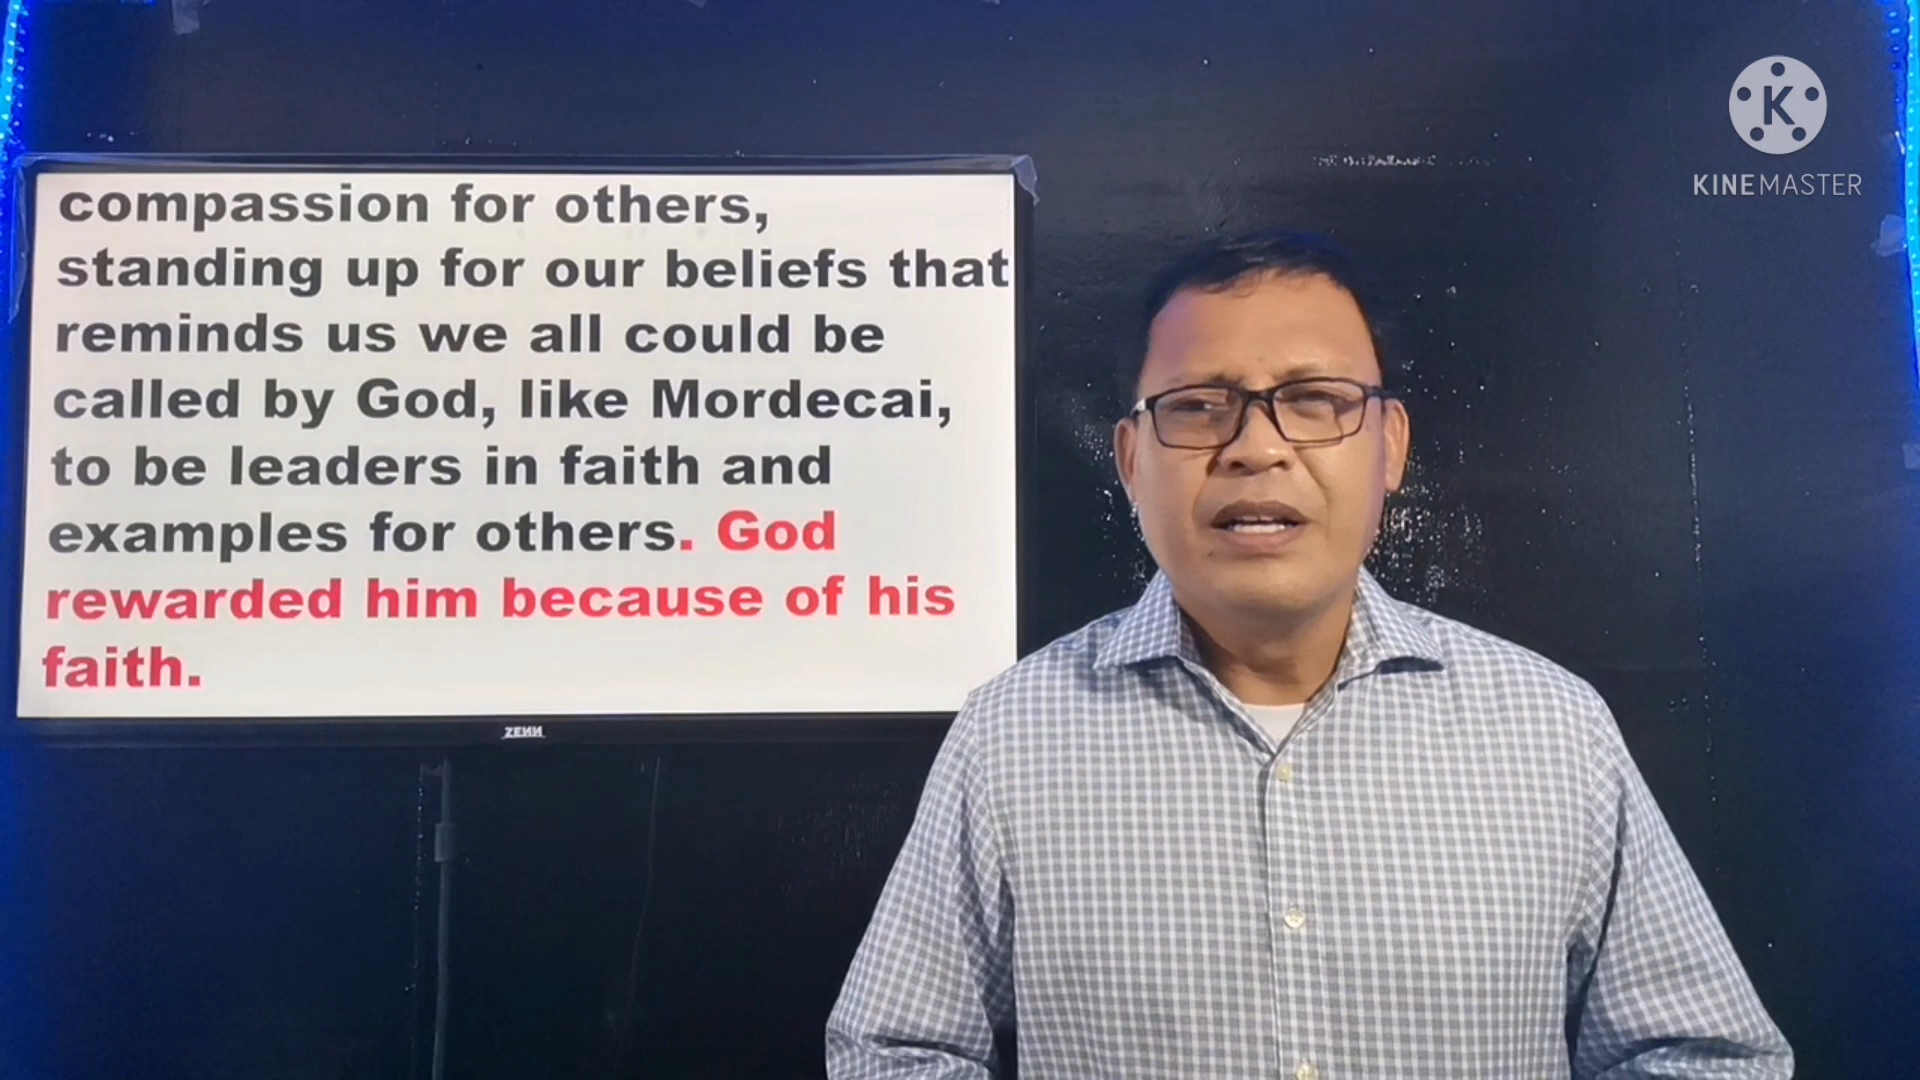 compassion for others,
standing up for our beliefs that
reminds us we all could be
called by God, like Mordecai,
to be leaders in faith and
examples for others. God
rewarded him because of his
faith.
ZENN
K
KINEMASTER